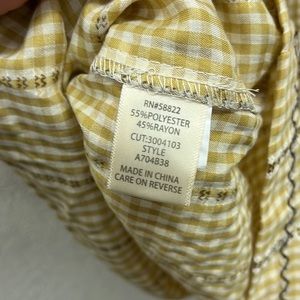 RN#58822
55%POLYESTER
45%RAYON
CUT:3004103
STYLE
A704B38
MADE IN CHINA
CARE ON REVERSE